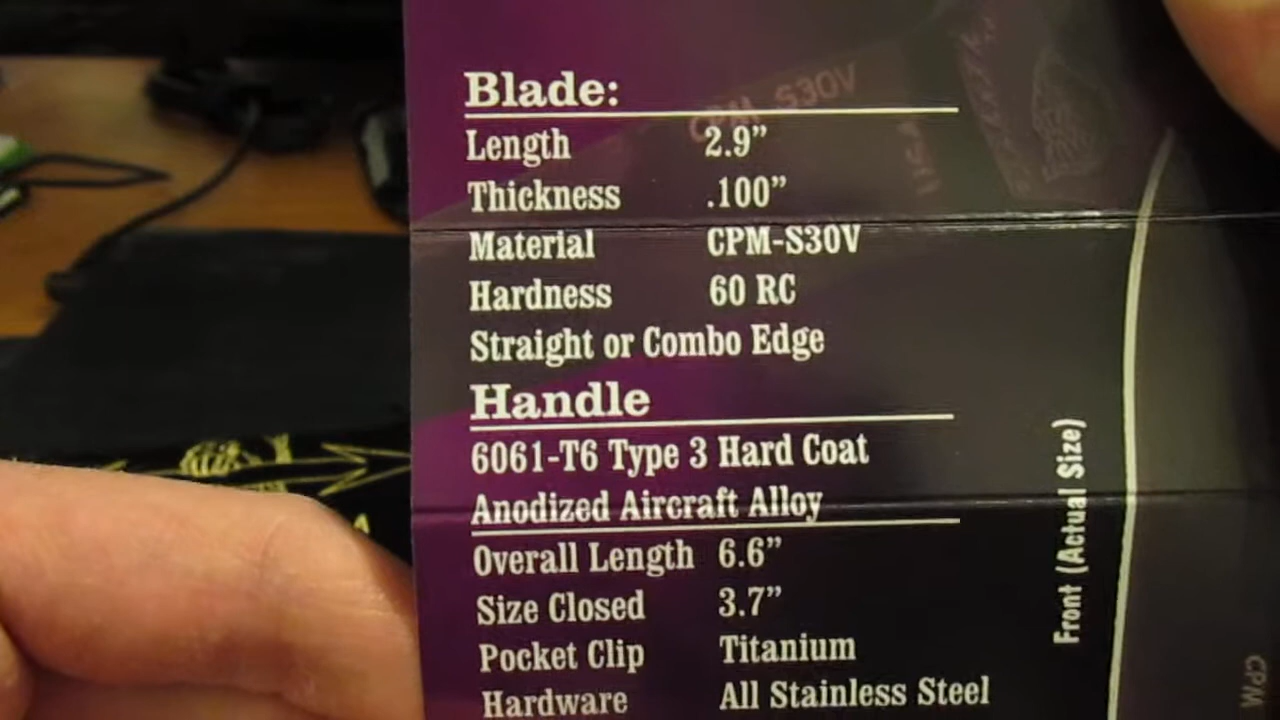 Blade:
Length 2.9”
Thickness .100”
Material CPM-S30V
Hardness 60 RC
Straight or Combo Edge
Handle
6061-T6 Type 3 Hard Coat
Anodized Aircraft Alloy
Overall Length 6.6”
Size Closed 3.7”
Pocket Clip Titanium
Hardware All Stainless Steel
Front (Actual Size)
CPM S30V
USA
CPM